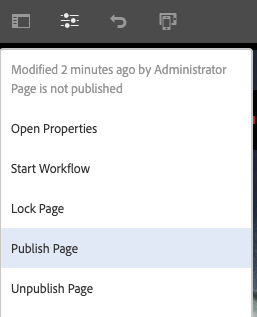 Modified 2 minutes ago by Administrator
Page is not published
Open Properties
Start Workflow
Lock Page
Publish Page
Unpublish Page